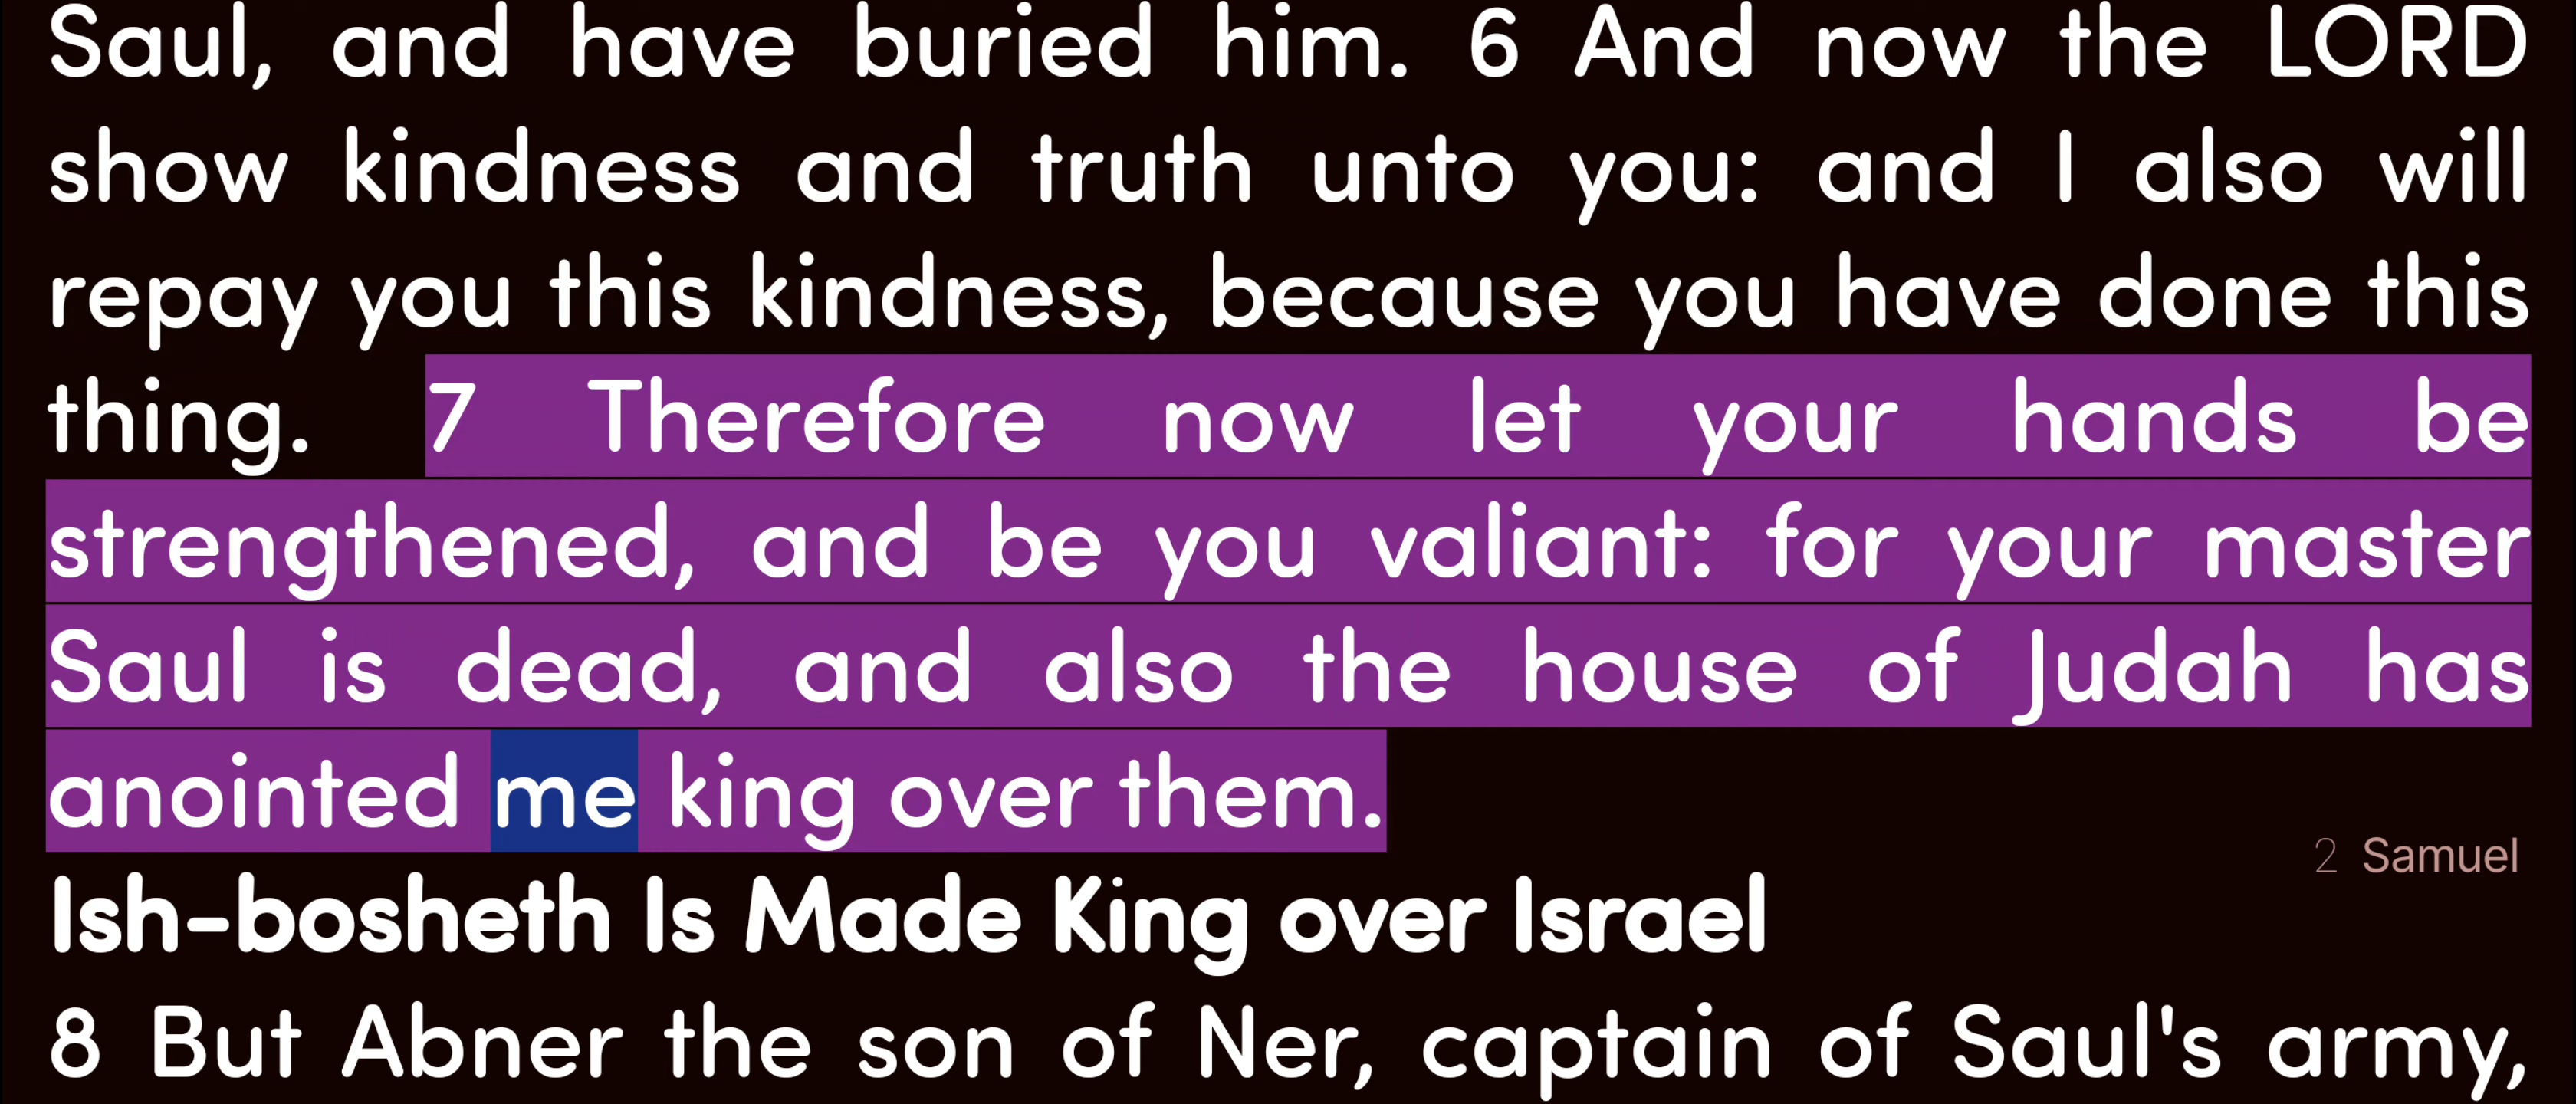 Saul, and have buried him. 6 And now the LORD
show kindness and truth unto you: and I also will
repay you this kindness, because you have done this
thing. 7 Therefore now let your hands be
strengthened, and be you valiant: for your master
Saul is dead, and also the house of Judah has
anointed me king over them.
2 Samuel
Ish-bosheth Is Made King over Israel
8 But Abner the son of Ner, captain of Saul's army,